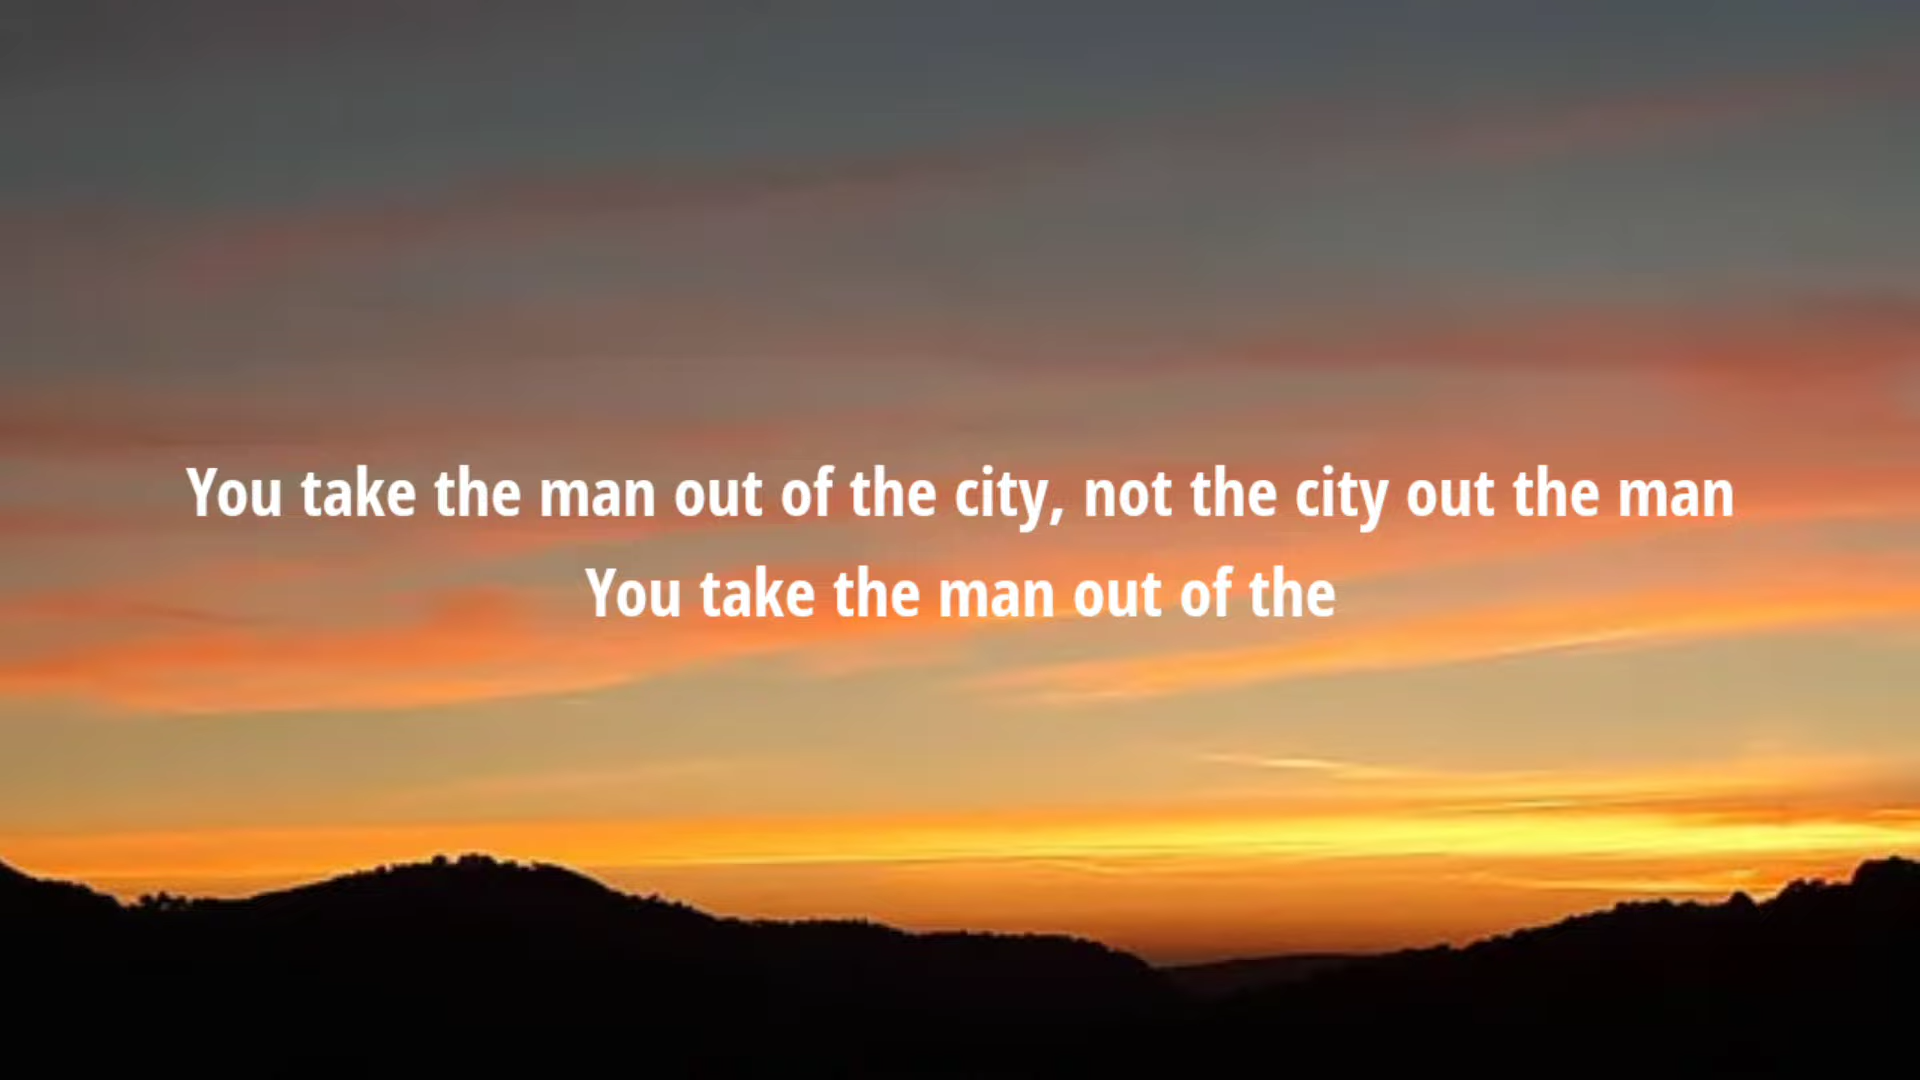 You take the man out of the city, not the city out the man
You take the man out of the